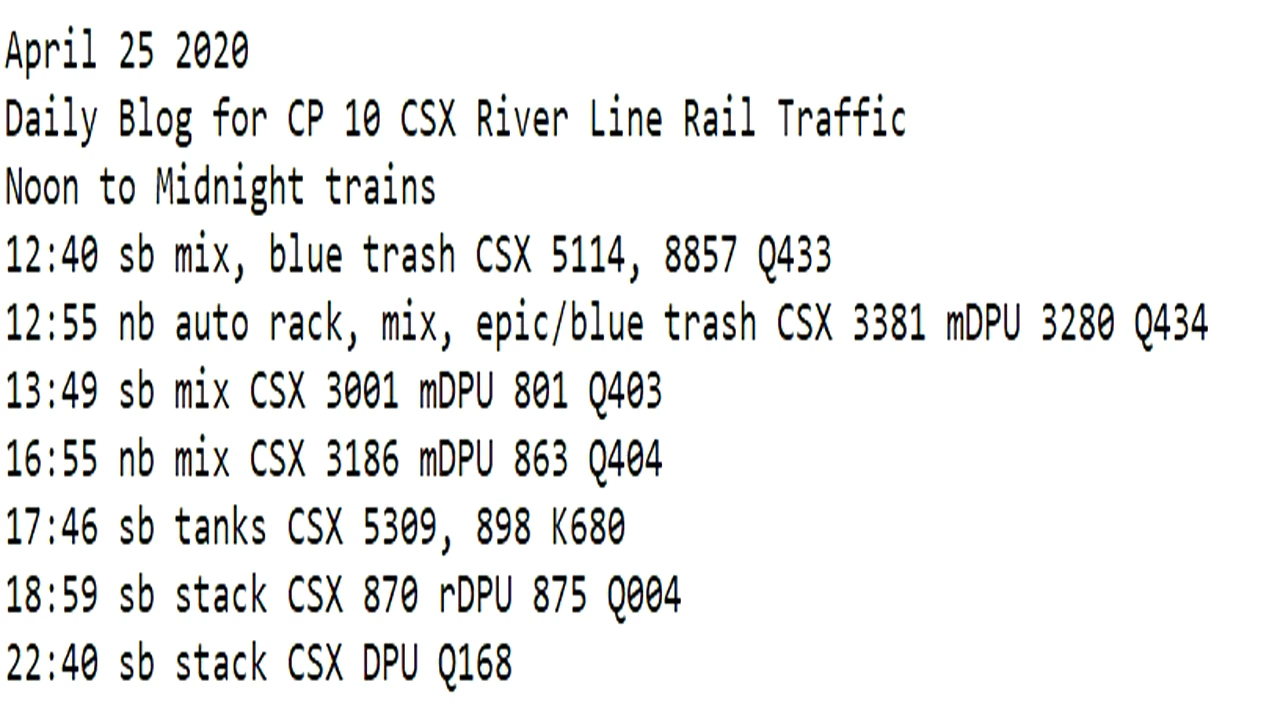 April 25 2020
Daily Blog for CP 10 CSX River Line Rail Traffic
Noon to Midnight trains
12:40 sb mix, blue trash CSX 5114, 8857 Q433
12:55 nb auto rack, mix, epic/blue trash CSX 3381 mDPU 3280 Q434
13:49 sb mix CSX 3001 mDPU 801 Q403
16:55 nb mix CSX 3186 mDPU 863 Q404
17:46 sb tanks CSX 5309, 898 K680
18:59 sb stack CSX 870 rDPU 875 Q004
22:40 sb stack CSX DPU Q168